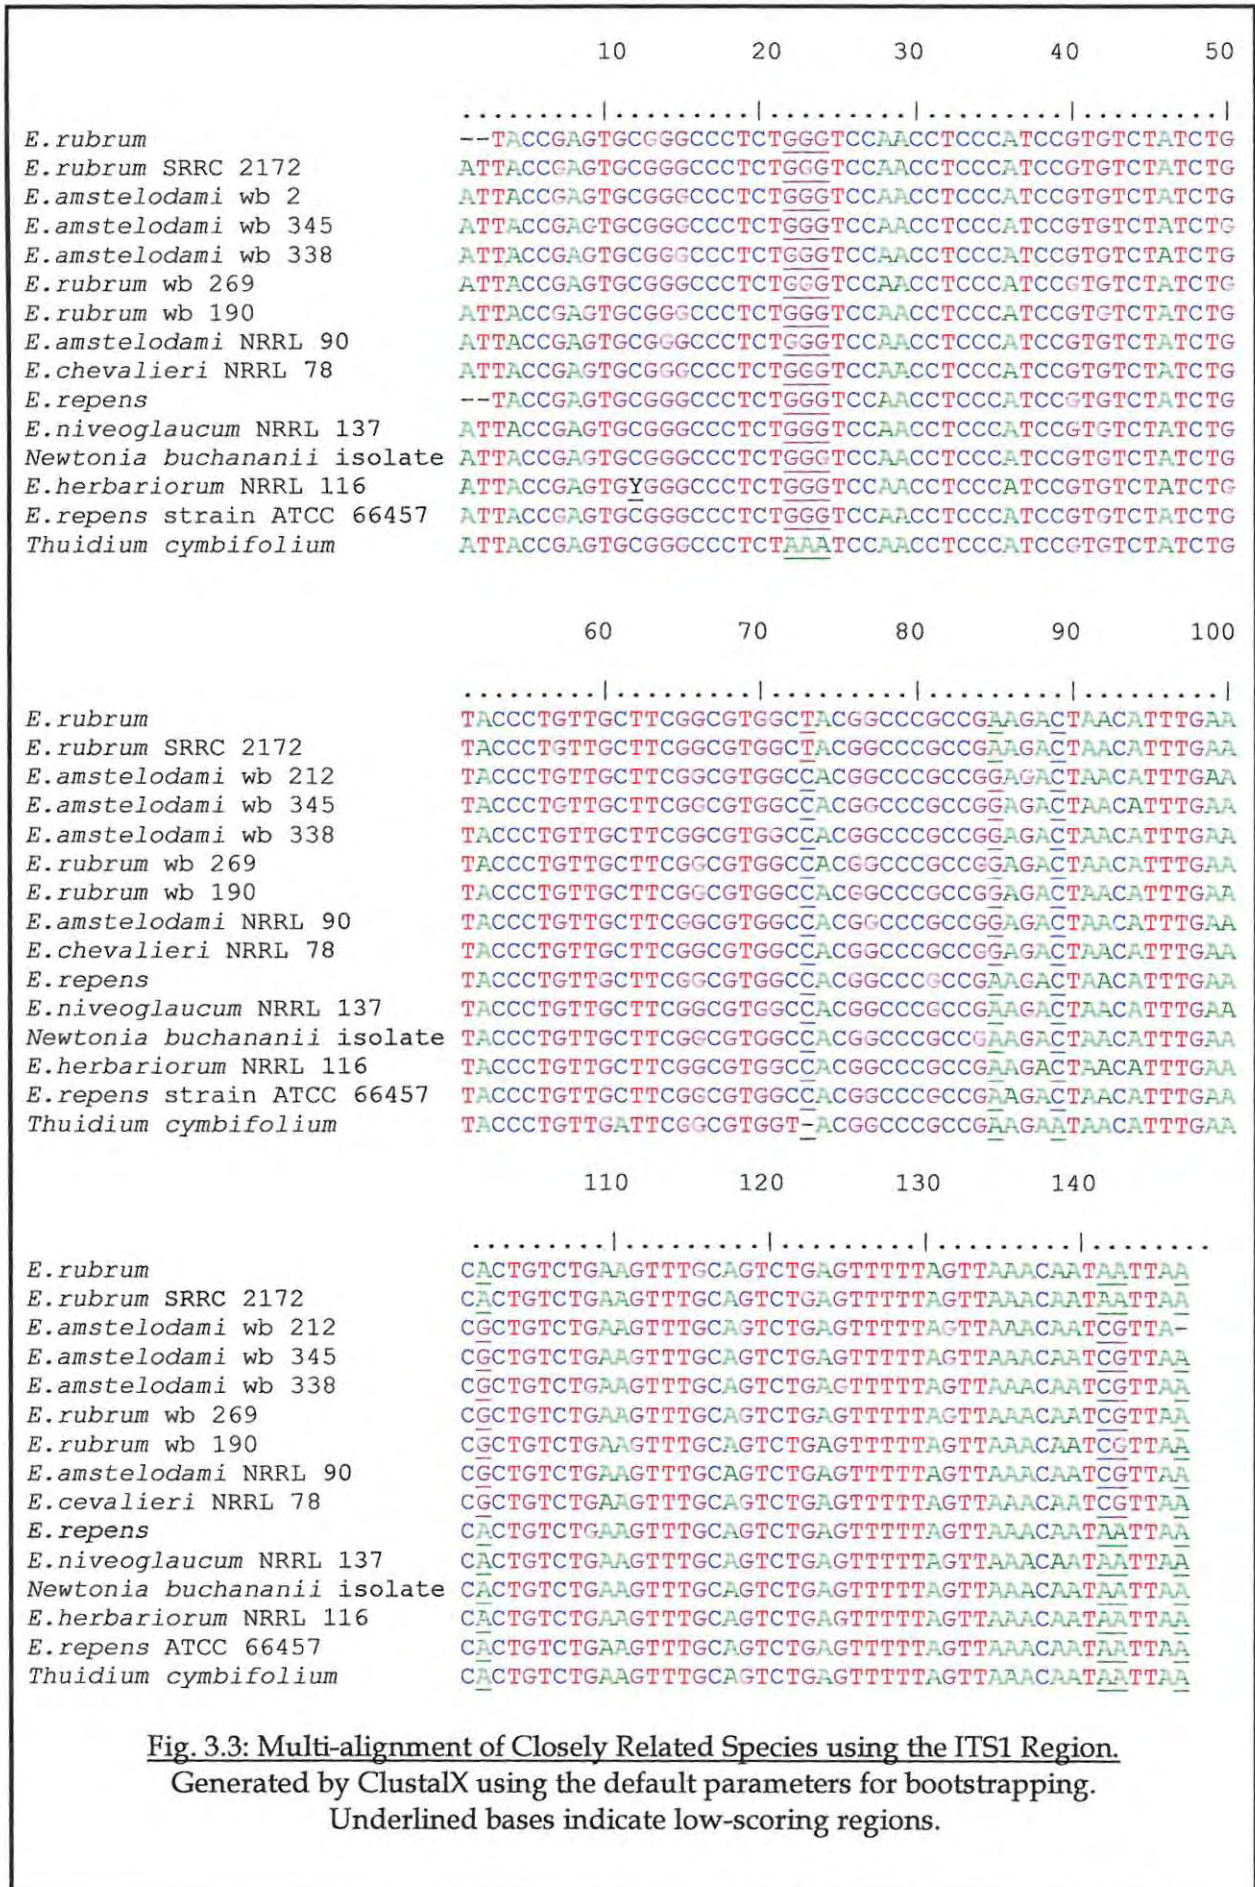 10 20 30 40 50
.........|.........|.........|.........|.........|
E.rubrum --TACCGAGTGCGGGCCCTCTGGGTCCAACCTCCCATCCGTGTCTATCTG
E.rubrum SRRC 2172 ATTACCGAGTGCGGGCCCTCTGGGTCCAACCTCCCATCCGTGTCTATCTG
E.amstelodami wb 2 ATTACCGAGTGCGGGCCCTCTGGGTCCAACCTCCCATCCGTGTCTATCTG
E.amstelodami wb 345 ATTACCGAGTGCGGGCCCTCTGGGTCCAACCTCCCATCCGTGTCTATCTG
E.amstelodami wb 338 ATTACCGAGTGCGGGCCCTCTGGGTCCAACCTCCCATCCGTGTCTATCTG
E.rubrum wb 269 ATTACCGAGTGCGGGCCCTCTGGGTCCAACCTCCCATCCGTGTCTATCTG
E.rubrum wb 190 ATTACCGAGTGCGGGCCCTCTGGGTCCAACCTCCCATCCGTGTCTATCTG
E.amstelodami NRRL 90 ATTACCGAGTGCGGGCCCTCTGGGTCCAACCTCCCATCCGTGTCTATCTG
E.chevalieri NRRL 78 ATTACCGAGTGCGGGCCCTCTGGGTCCAACCTCCCATCCGTGTCTATCTG
E.repens --TACCGAGTGCGGGCCCTCTGGGTCCAACCTCCCATCCGTGTCTATCTG
E.niveoglaucum NRRL 137 ATTACCGAGTGCGGGCCCTCTGGGTCCAACCTCCCATCCGTGTCTATCTG
Newtonia buchananii isolate ATTACCGAGTGCGGGCCCTCTGGGTCCAACCTCCCATCCGTGTCTATCTG
E.herbariorum NRRL 116 ATTACCGAGTGYGGGCCCTCTGGGTCCAACCTCCCATCCGTGTCTATCTG
E.repens strain ATCC 66457 ATTACCGAGTGCGGGCCCTCTGGGTCCAACCTCCCATCCGTGTCTATCTG
Thuidium cymbifolium ATTACCGAGTGCGGGCCCTCTAAATCCAACCTCCCATCCGTGTCTATCTG
60 70 80 90 100
.........|.........|.........|.........|.........|
E.rubrum TACCCTGTTGCTTCGGCGTGGCTACGGCCCGCCGAAGACTAACATTTGAA
E.rubrum SRRC 2172 TACCCTGTTGCTTCGGCGTGGCTACGGCCCGCCGAAGACTAACATTTGAA
E.amstelodami wb 212 TACCCTGTTGCTTCGGCGTGGCCACGGCCCGCCGGAGACTAACATTTGAA
E.amstelodami wb 345 TACCCTGTTGCTTCGGCGTGGCCACGGCCCGCCGGAGACTAACATTTGAA
E.amstelodami wb 338 TACCCTGTTGCTTCGGCGTGGCCACGGCCCGCCGGAGACTAACATTTGAA
E.rubrum wb 269 TACCCTGTTGCTTCGGCGTGGCCACGGCCCGCCGGAGACTAACATTTGAA
E.rubrum wb 190 TACCCTGTTGCTTCGGCGTGGCCACGGCCCGCCGGAGACTAACATTTGAA
E.amstelodami NRRL 90 TACCCTGTTGCTTCGGCGTGGCCACGGCCCGCCGGAGACTAACATTTGAA
E.chevalieri NRRL 78 TACCCTGTTGCTTCGGCGTGGCCACGGCCCGCCGGAGACTAACATTTGAA
E.repens TACCCTGTTGCTTCGGCGTGGCCACGGCCCGCCGAAGACTAACATTTGAA
E.niveoglaucum NRRL 137 TACCCTGTTGCTTCGGCGTGGCCACGGCCCGCCGAAGACTAACATTTGAA
Newtonia buchananii isolate TACCCTGTTGCTTCGGCGTGGCCACGGCCCGCCGAAGACTAACATTTGAA
E.herbariorum NRRL 116 TACCCTGTTGCTTCGGCGTGGCCACGGCCCGCCGAAGACTAACATTTGAA
E.repens strain ATCC 66457 TACCCTGTTGCTTCGGCGTGGCCACGGCCCGCCGAAGACTAACATTTGAA
Thuidium cymbifolium TACCCTGTTGATTCGGCGTGGT-ACGGCCCGCCGAAGAATAACATTTGAA
110 120 130 140
.........|.........|.........|.........|........
E.rubrum CACTGTCTGAAGTTTGCAGTCTGAGTTTTTAGTTAAACAATAATTAA
E.rubrum SRRC 2172 CACTGTCTGAAGTTTGCAGTCTGAGTTTTTAGTTAAACAATAATTAA
E.amstelodami wb 212 CGCTGTCTGAAGTTTGCAGTCTGAGTTTTTAGTTAAACAATCGTTA-
E.amstelodami wb 345 CGCTGTCTGAAGTTTGCAGTCTGAGTTTTTAGTTAAACAATCGTTAA
E.amstelodami wb 338 CGCTGTCTGAAGTTTGCAGTCTGAGTTTTTAGTTAAACAATCGTTAA
E.rubrum wb 269 CGCTGTCTGAAGTTTGCAGTCTGAGTTTTTAGTTAAACAATCGTTAA
E.rubrum wb 190 CGCTGTCTGAAGTTTGCAGTCTGAGTTTTTAGTTAAACAATCGTTAA
E.amstelodami NRRL 90 CGCTGTCTGAAGTTTGCAGTCTGAGTTTTTAGTTAAACAATCGTTAA
E.cevalieri NRRL 78 CGCTGTCTGAAGTTTGCAGTCTGAGTTTTTAGTTAAACAATCGTTAA
E.repens CACTGTCTGAAGTTTGCAGTCTGAGTTTTTAGTTAAACAATAATTAA
E.niveoglaucum NRRL 137 CACTGTCTGAAGTTTGCAGTCTGAGTTTTTAGTTAAACAATAATTAA
Newtonia buchananii isolate CACTGTCTGAAGTTTGCAGTCTGAGTTTTTAGTTAAACAATAATTAA
E.herbariorum NRRL 116 CACTGTCTGAAGTTTGCAGTCTGAGTTTTTAGTTAAACAATAATTAA
E.repens ATCC 66457 CACTGTCTGAAGTTTGCAGTCTGAGTTTTTAGTTAAACAATAATTAA
Thuidium cymbifolium CACTGTCTGAAGTTTGCAGTCTGAGTTTTTAGTTAAACAATAATTAA
Fig. 3.3: Multi-alignment of Closely Related Species using the ITS1 Region.
Generated by ClustalX using the default parameters for bootstrapping.
Underlined bases indicate low-scoring regions.